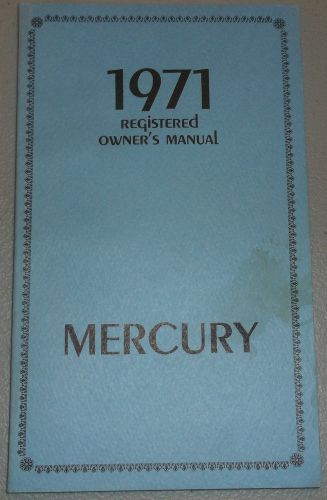 1971
REGISTERED
OWNER'S MANUAL
MERCURY